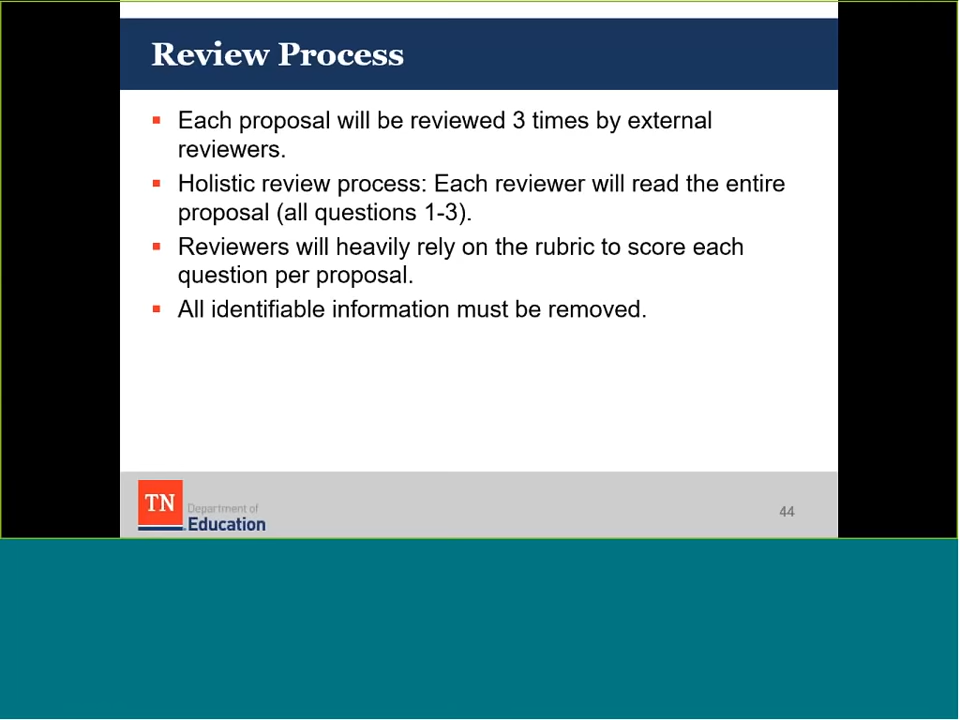 Review Process
Each proposal will be reviewed 3 times by external
reviewers.
Holistic review process: Each reviewer will read the entire
proposal (all questions 1-3).
Reviewers will heavily rely on the rubric to score each
question per proposal.
All identifiable information must be removed.
TN
Department of
Education
44